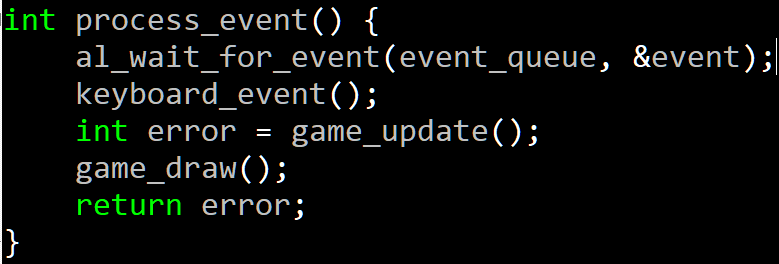 int process_event() {
    al_wait_for_event(event_queue, &event);
    keyboard_event();
    int error = game_update();
    game_draw();
    return error;
}